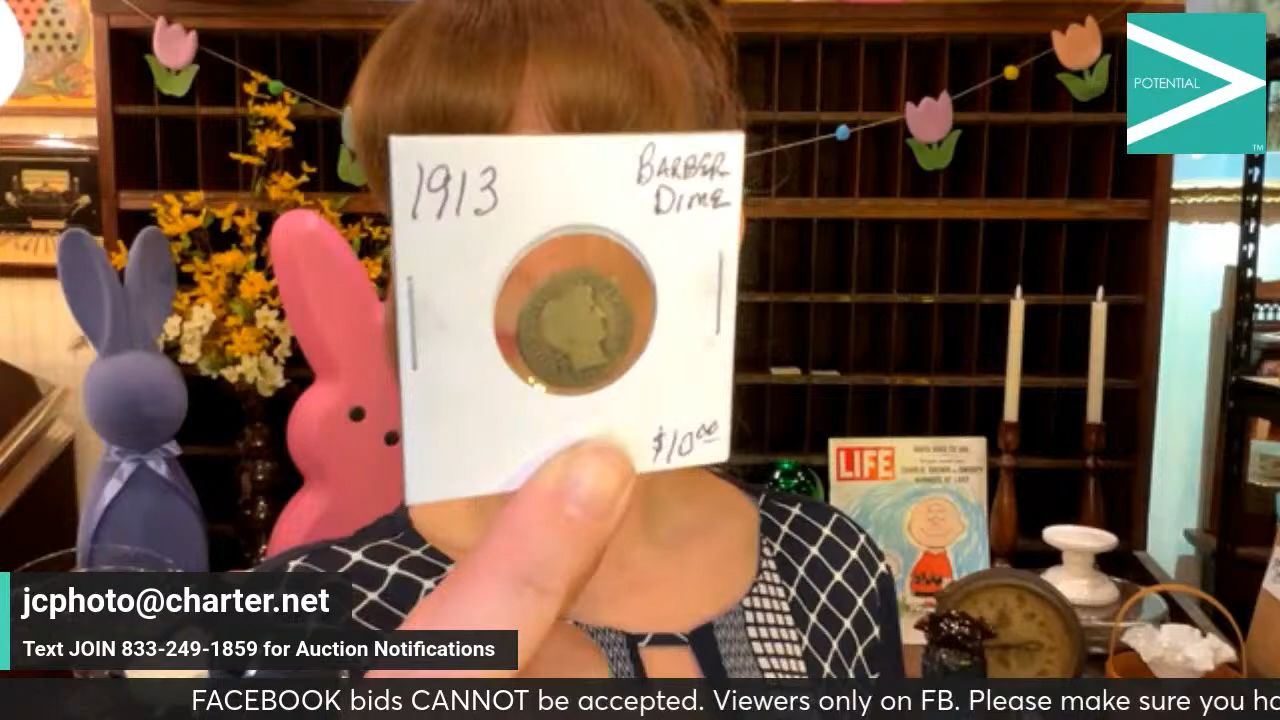 POTENTIAL
TM
1913
BARBER
DIME
$10.00
LIFE
jcphoto@charter.net
Text JOIN 833-249-1859 for Auction Notifications
FACEBOOK bids CANNOT be accepted. Viewers only on FB. Please make sure you ha